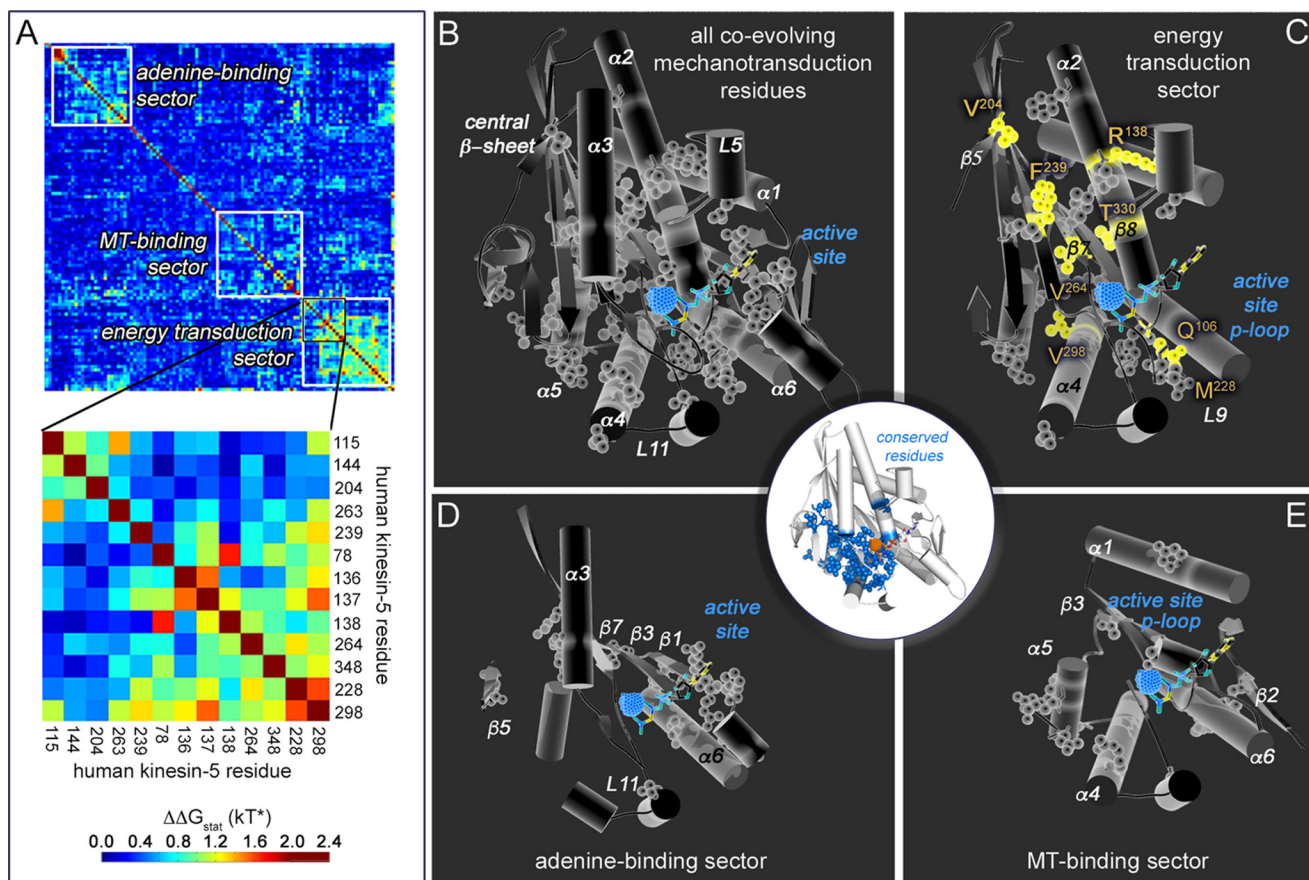 A
adenine-binding
sector
MT-binding
sector
energy transduction
sector
115
144
204
263
239
78
136
137
138
264
348
228
298
human kinesin-5 residue
115
144
204
263
239
78
136
137
138
264
348
228
298
human kinesin-5 residue
ΔΔGstat (kT*)
0.0 0.4 0.8 1.2 1.6 2.0 2.4
B
all co-evolving
mechanotransduction
residues
α2
central
β–sheet
α3
L5
α1
active
site
α5
α4
α6
L11
C
energy
transduction
sector
α2
V204
R138
β5
F239
T330
β8
β7
V264
active
site
p-loop
Q106
V298
M228
α4
L9
conserved
residues
D
α3
active
site
β7
β3
β1
β5
α6
L11
adenine-binding sector
E
α1
β3
active site
p-loop
α5
β2
α6
α4
MT-binding sector